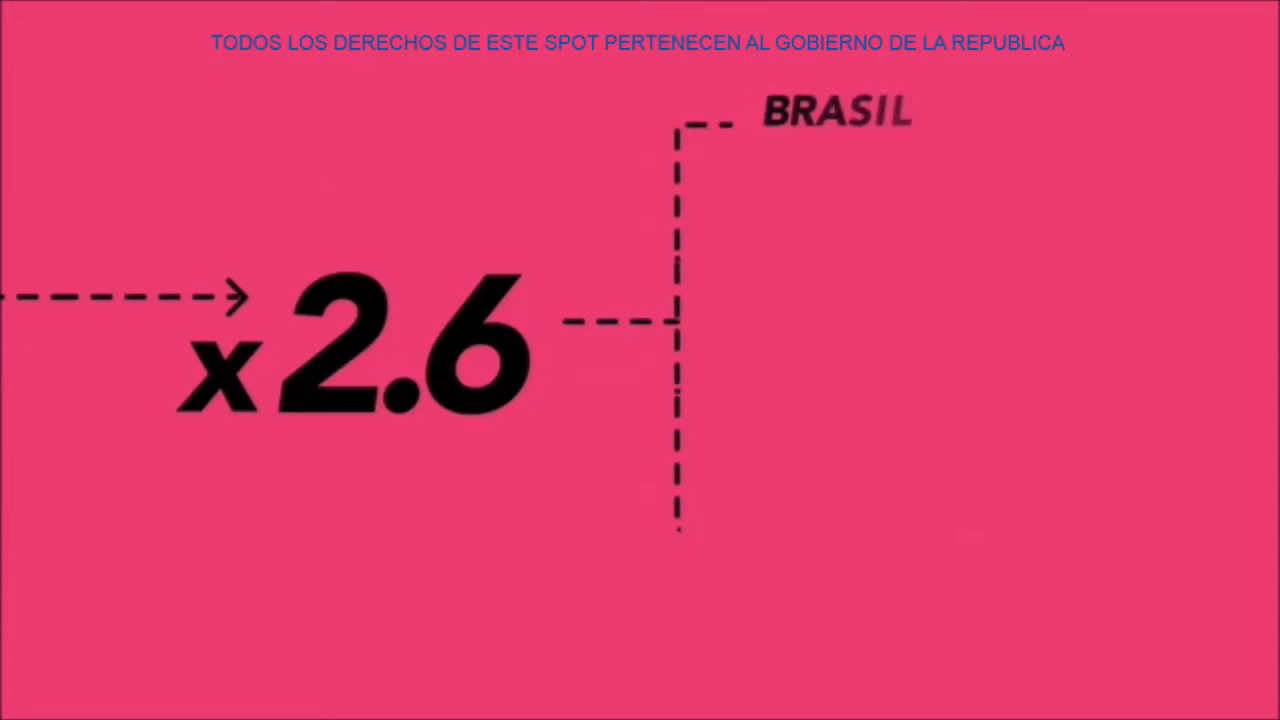 TODOS LOS DERECHOS DE ESTE SPOT PERTENECEN AL GOBIERNO DE LA REPUBLICA
BRASIL
x2.6